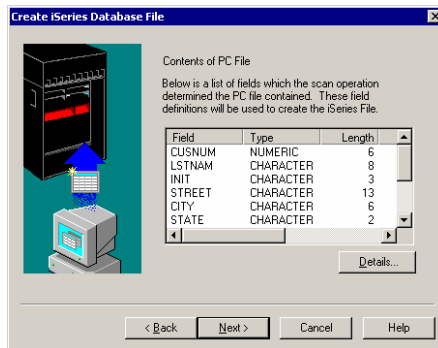 Create iSeries Database File
Contents of PC File
Below is a list of fields which the scan operation
determined the PC file contained. These field
definitions will be used to create the iSeries File.
Field Type Length
CUSNUM NUMERIC 6
LSTNAM CHARACTER 8
INIT CHARACTER 3
STREET CHARACTER 13
CITY CHARACTER 6
STATE CHARACTER 2
Details...
< Back Next > Cancel Help